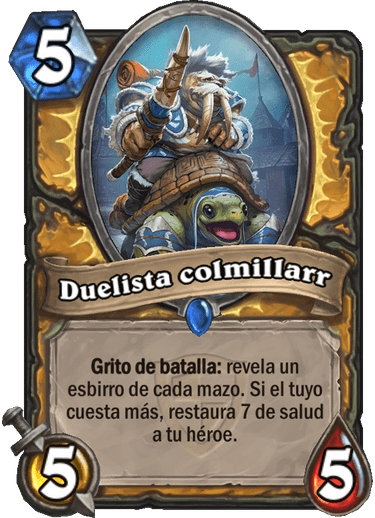 5
Duelista colmillarr
Grito de batalla: revela un
esbirro de cada mazo. Si el tuyo
cuesta más, restaura 7 de salud
a tu héroe.
5
5